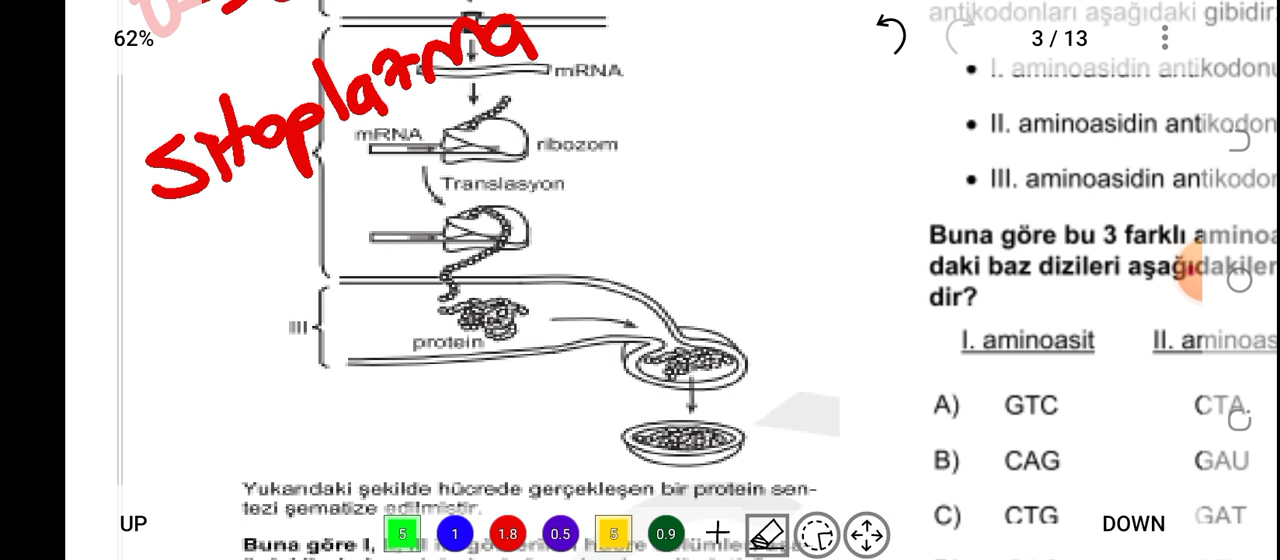 62%
Sitoplazma
mRNA
mRNA
ribozom
Translasyon
III
protein
Yukarıdaki şekilde hücrede gerçekleşen bir protein sen-
tezi şematize edilmiştir.
Buna göre I,
UP
5
1
1.8
0.5
5
0.9
antikodonları aşağıdaki gibidir
3 / 13
• I. aminoasidin antikodonu
• II. aminoasidin antikodon
• III. aminoasidin antikodon
Buna göre bu 3 farklı aminoa
daki baz dizileri aşağıdakiler
dir?
I. aminoasit II. aminoas
A) GTC CTA
B) CAG GAU
C) CTG GAT
DOWN